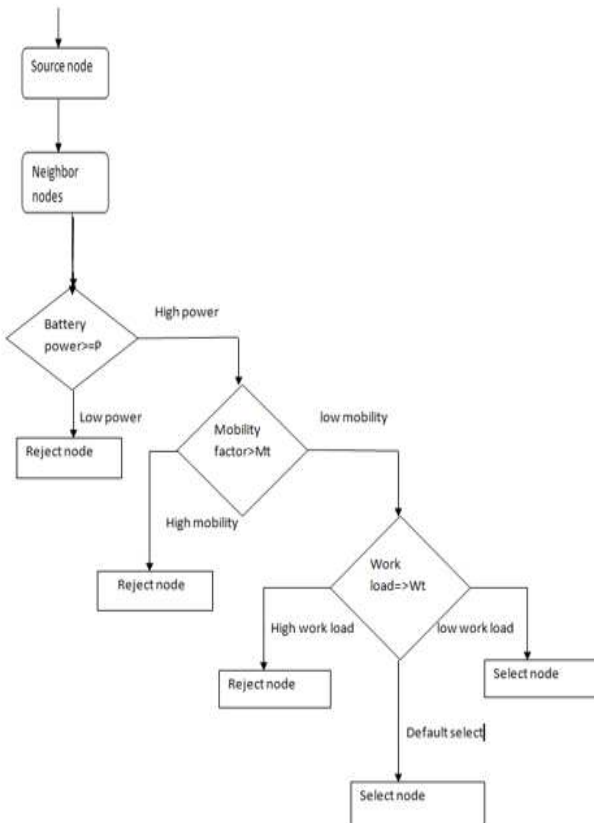 Source node
Neighbor
nodes
High power
Battery
power>=P
Low power
Reject node
low mobility
Mobility
factor>Mt
High mobility
Reject node
Work
load=>Wt
High work load
low work load
Reject node
Select node
Default select
Select node